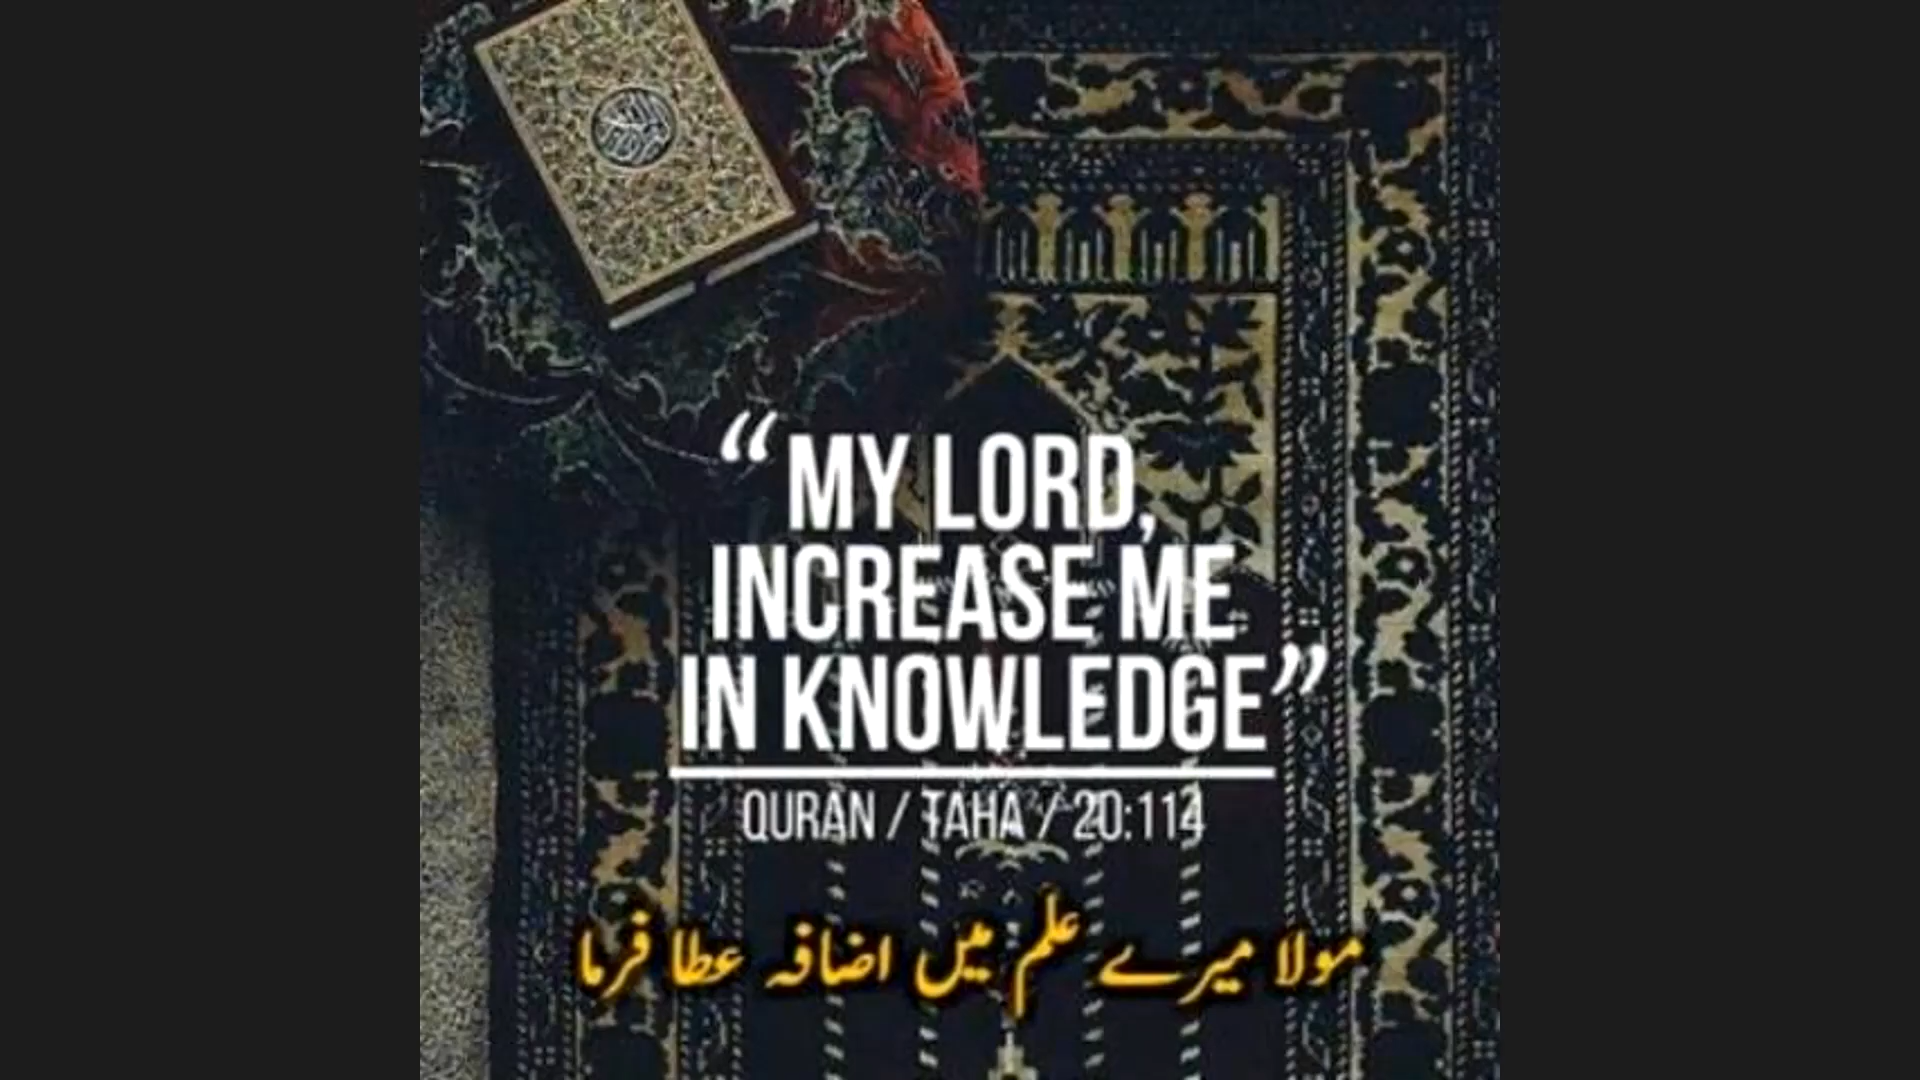 “MY LORD,
INCREASE ME
IN KNOWLEDGE”
QURAN / TAHA / 20:114
مولا میرے علم میں اضافہ عطا فرما